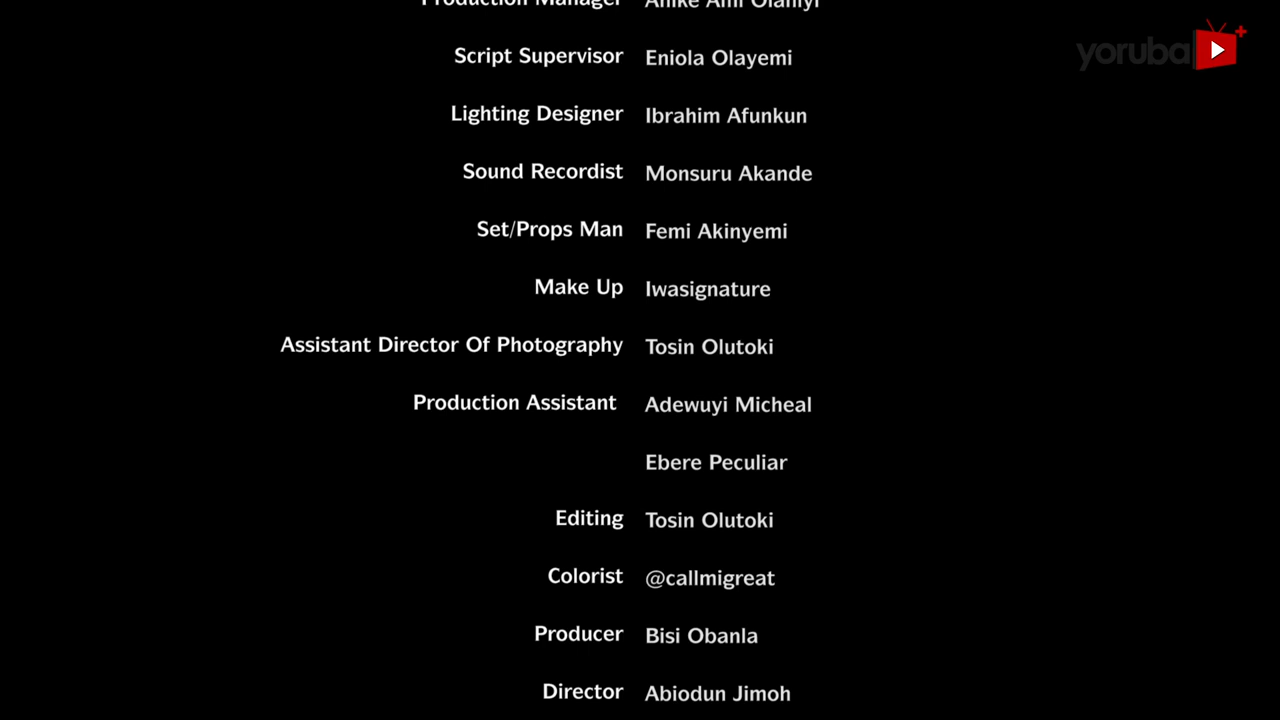 Production Manager
Script Supervisor Eniola Olayemi
Lighting Designer Ibrahim Afunkun
Sound Recordist Monsuru Akande
Set/Props Man Femi Akinyemi
Make Up Iwasignature
Assistant Director Of Photography Tosin Olutoki
Production Assistant Adewuyi Micheal
Ebere Peculiar
Editing Tosin Olutoki
Colorist @callmigreat
Producer Bisi Obanla
Director Abiodun Jimoh
yoruba